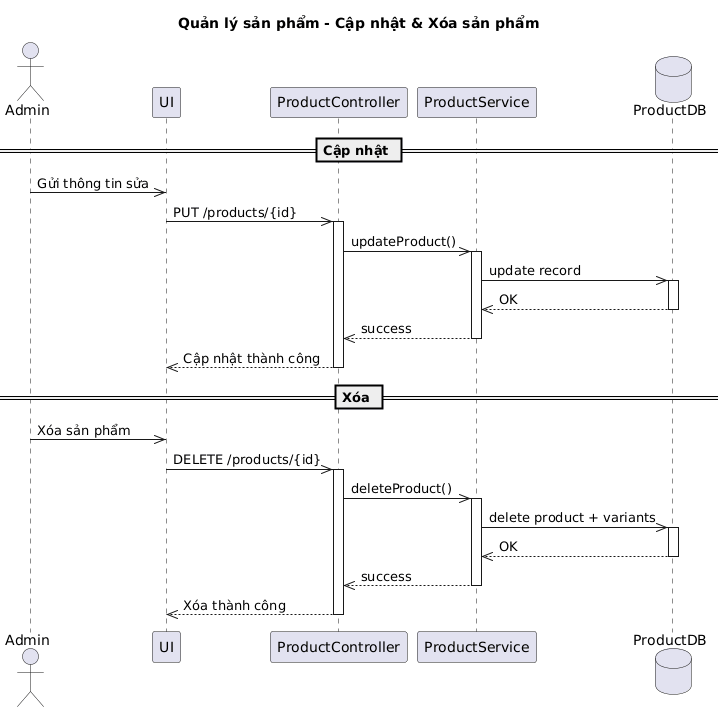 Quản lý sản phẩm - Cập nhật & Xóa sản phẩm
Admin
UI
ProductController
ProductService
ProductDB
Cập nhật
Gửi thông tin sửa
PUT /products/{id}
updateProduct()
update record
OK
success
Cập nhật thành công
Xóa
Xóa sản phẩm
DELETE /products/{id}
deleteProduct()
delete product + variants
OK
success
Xóa thành công
Admin
UI
ProductController
ProductService
ProductDB